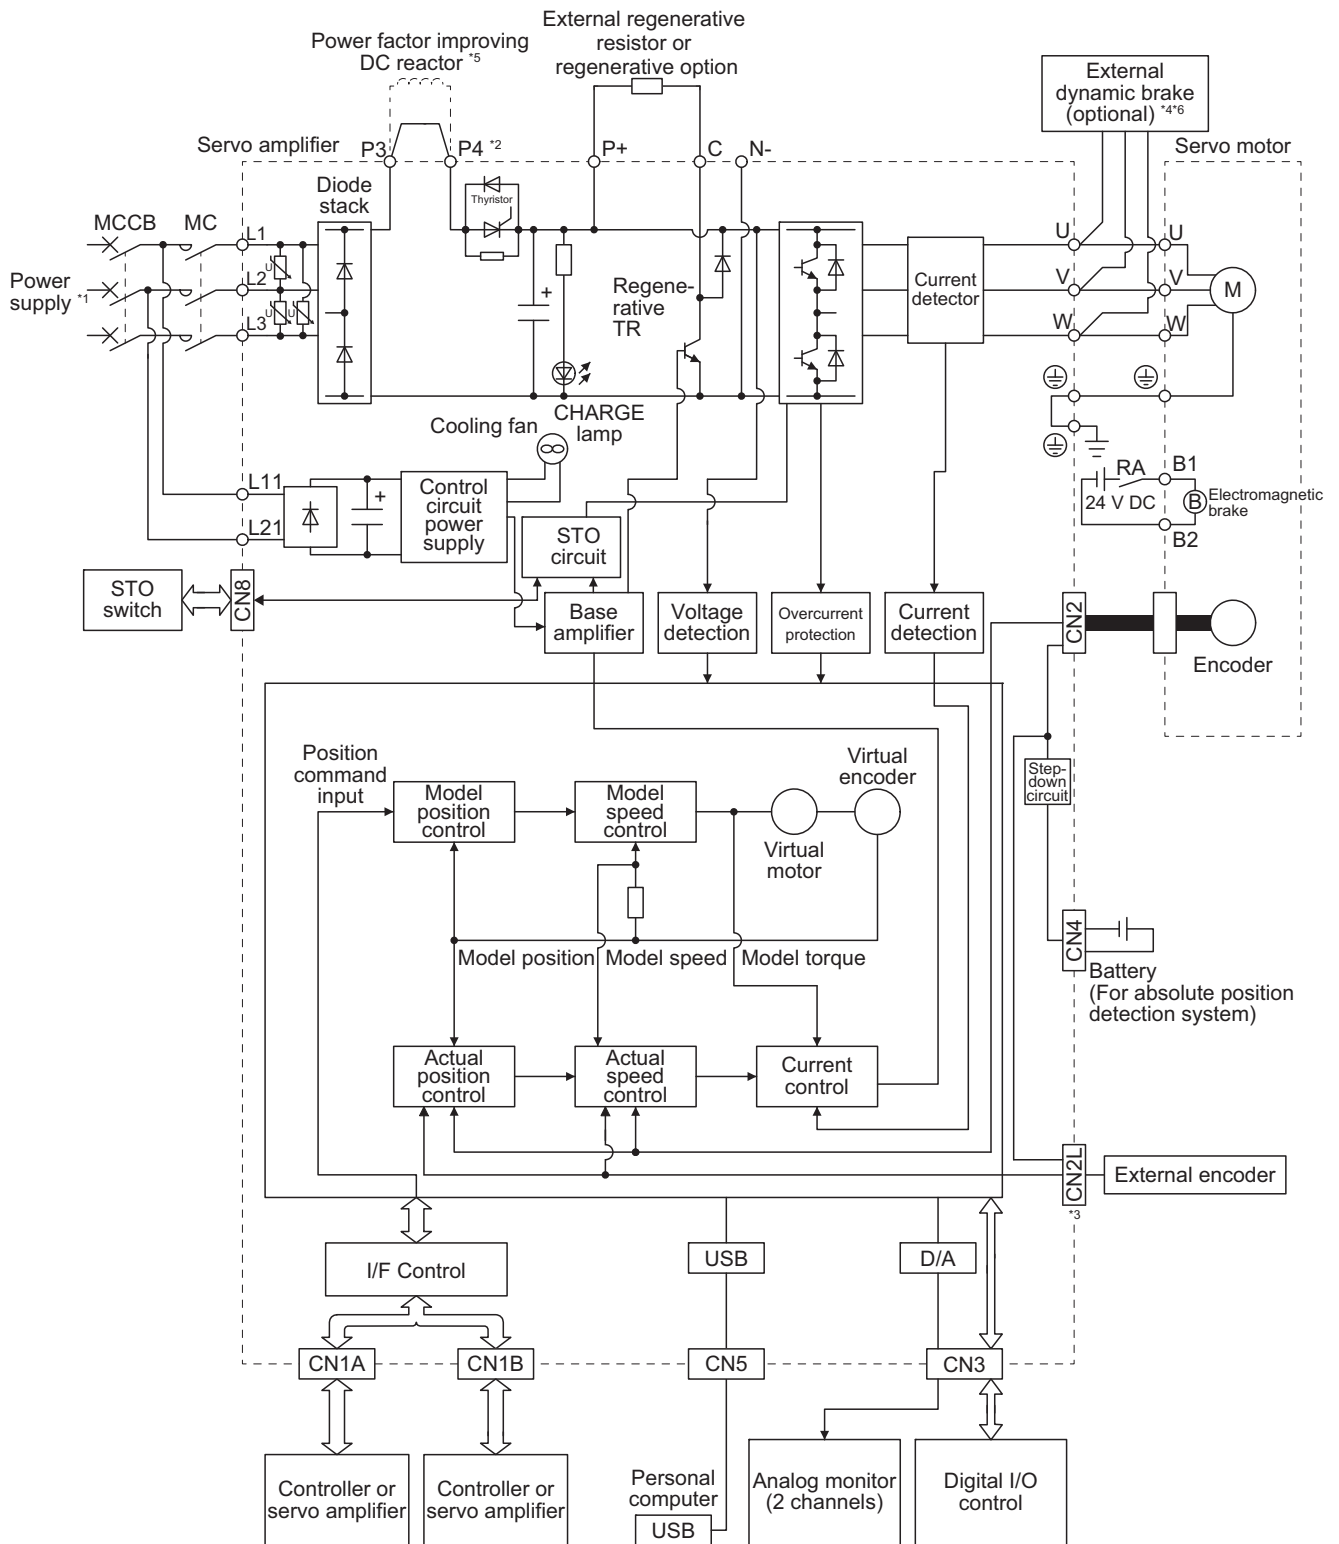 External regenerative
resistor or
regenerative option
Power factor improving
DC reactor *5
External
dynamic brake
(optional) *4*6
Servo amplifier
P3
P4 *2
P+
C
N-
Servo motor
Diode
stack
Thyristor
MCCB
MC
L1
L2
L3
U
U
U
Power
supply *1
Regene-
rative
TR
+
Current
detector
U
V
W
U
V
W
M
CHARGE
lamp
Cooling fan
L11
L21
+
Control
circuit
power
supply
STO
circuit
RA
24 V DC
B1
B
Electromagnetic
brake
B2
STO
switch
CN8
Base
amplifier
Voltage
detection
Overcurrent
protection
Current
detection
CN2
Encoder
Position
command
input
Model
position
control
Model
speed
control
Virtual
encoder
Virtual
motor
Step-
down
circuit
Model position
Model speed
Model torque
CN4
Battery
(For absolute position
detection system)
Actual
position
control
Actual
speed
control
Current
control
CN2L
*3
External encoder
I/F Control
USB
D/A
CN1A
CN1B
CN5
CN3
Controller or
servo amplifier
Controller or
servo amplifier
Personal
computer
USB
Analog monitor
(2 channels)
Digital I/O
control